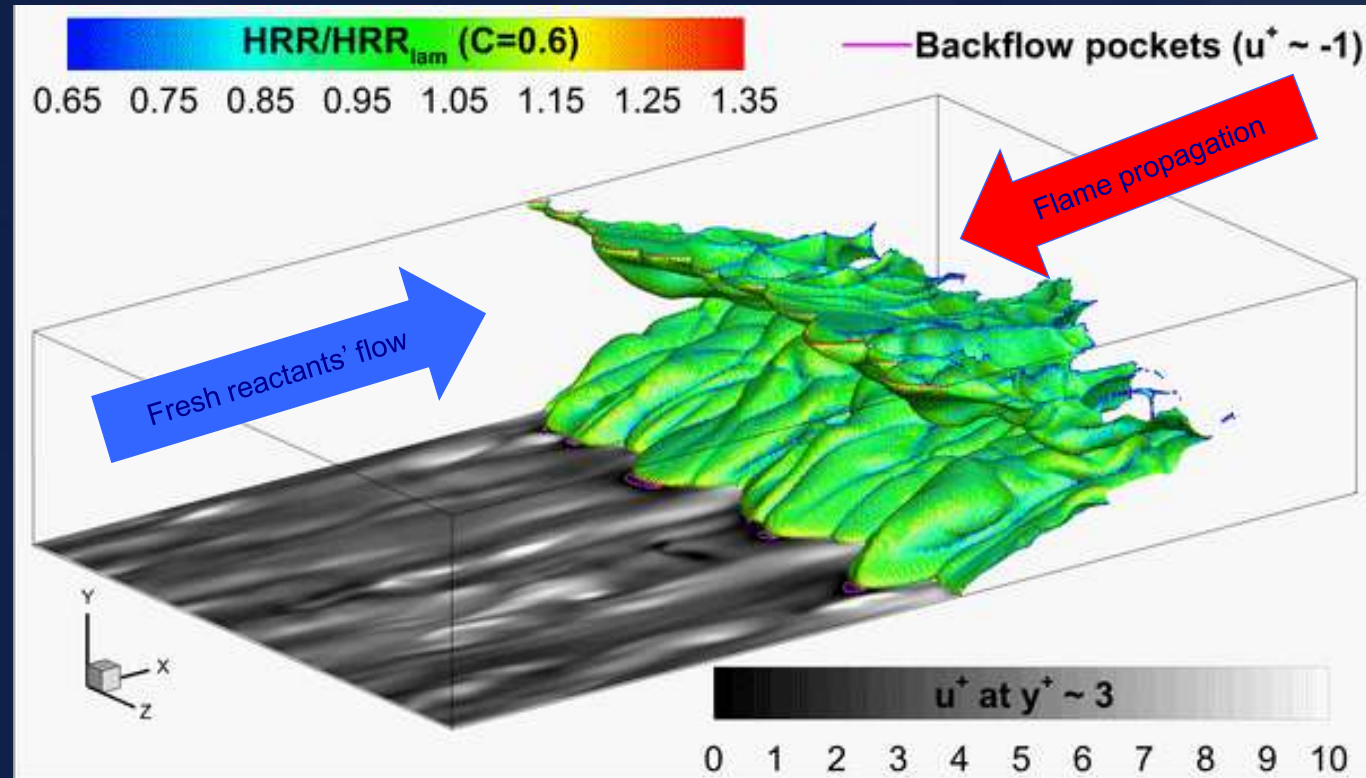 HRR/HRR_lam (C=0.6)
0.65 0.75 0.85 0.95 1.05 1.15 1.25 1.35
Backflow pockets (u⁺ ~ -1)
Flame propagation
Fresh reactants' flow
Y
X
Z
u⁺ at y⁺ ~ 3
0 1 2 3 4 5 6 7 8 9 10